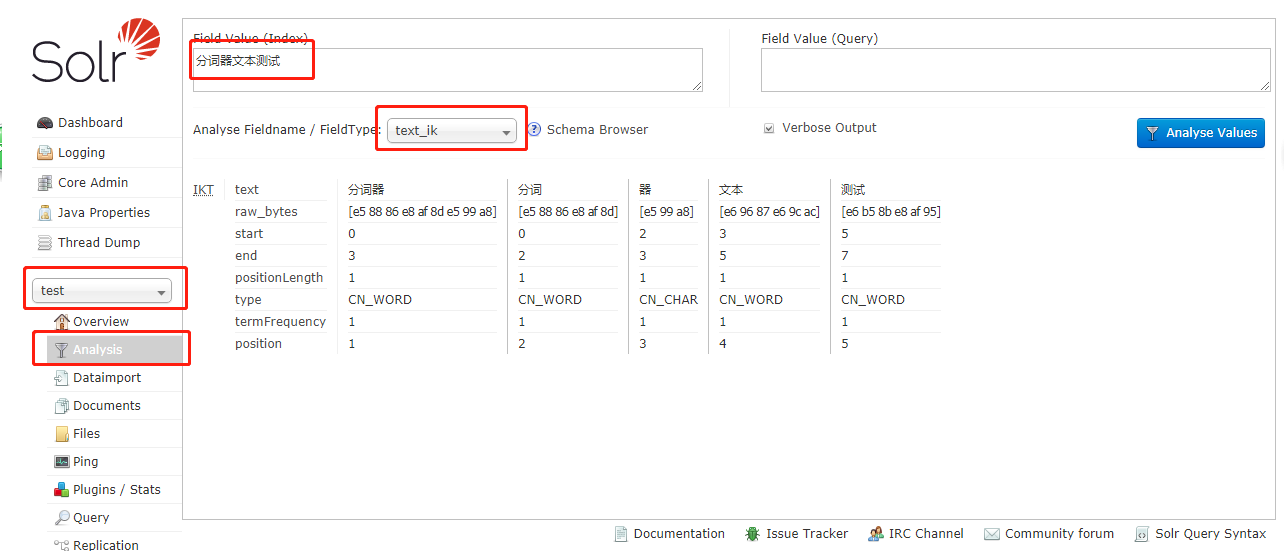 Solr
Dashboard
Logging
Core Admin
Java Properties
Thread Dump
test
Overview
Analysis
Dataimport
Documents
Files
Ping
Plugins / Stats
Query
Replication
Field Value (Index)
分词器文本测试
Field Value (Query)
Analyse Fieldname / FieldType: text_ik ? Schema Browser
Verbose Output
Analyse Values
IKT text 分词器 分词 器 文本 测试
raw_bytes [e5 88 86 e8 af 8d e5 99 a8] [e5 88 86 e8 af 8d] [e5 99 a8] [e6 96 87 e6 9c ac] [e6 b5 8b e8 af 95]
start 0 0 2 3 5
end 3 2 3 5 7
positionLength 1 1 1 1 1
type CN_WORD CN_WORD CN_CHAR CN_WORD CN_WORD
termFrequency 1 1 1 1 1
position 1 2 3 4 5
Documentation Issue Tracker IRC Channel Community forum Solr Query Syntax